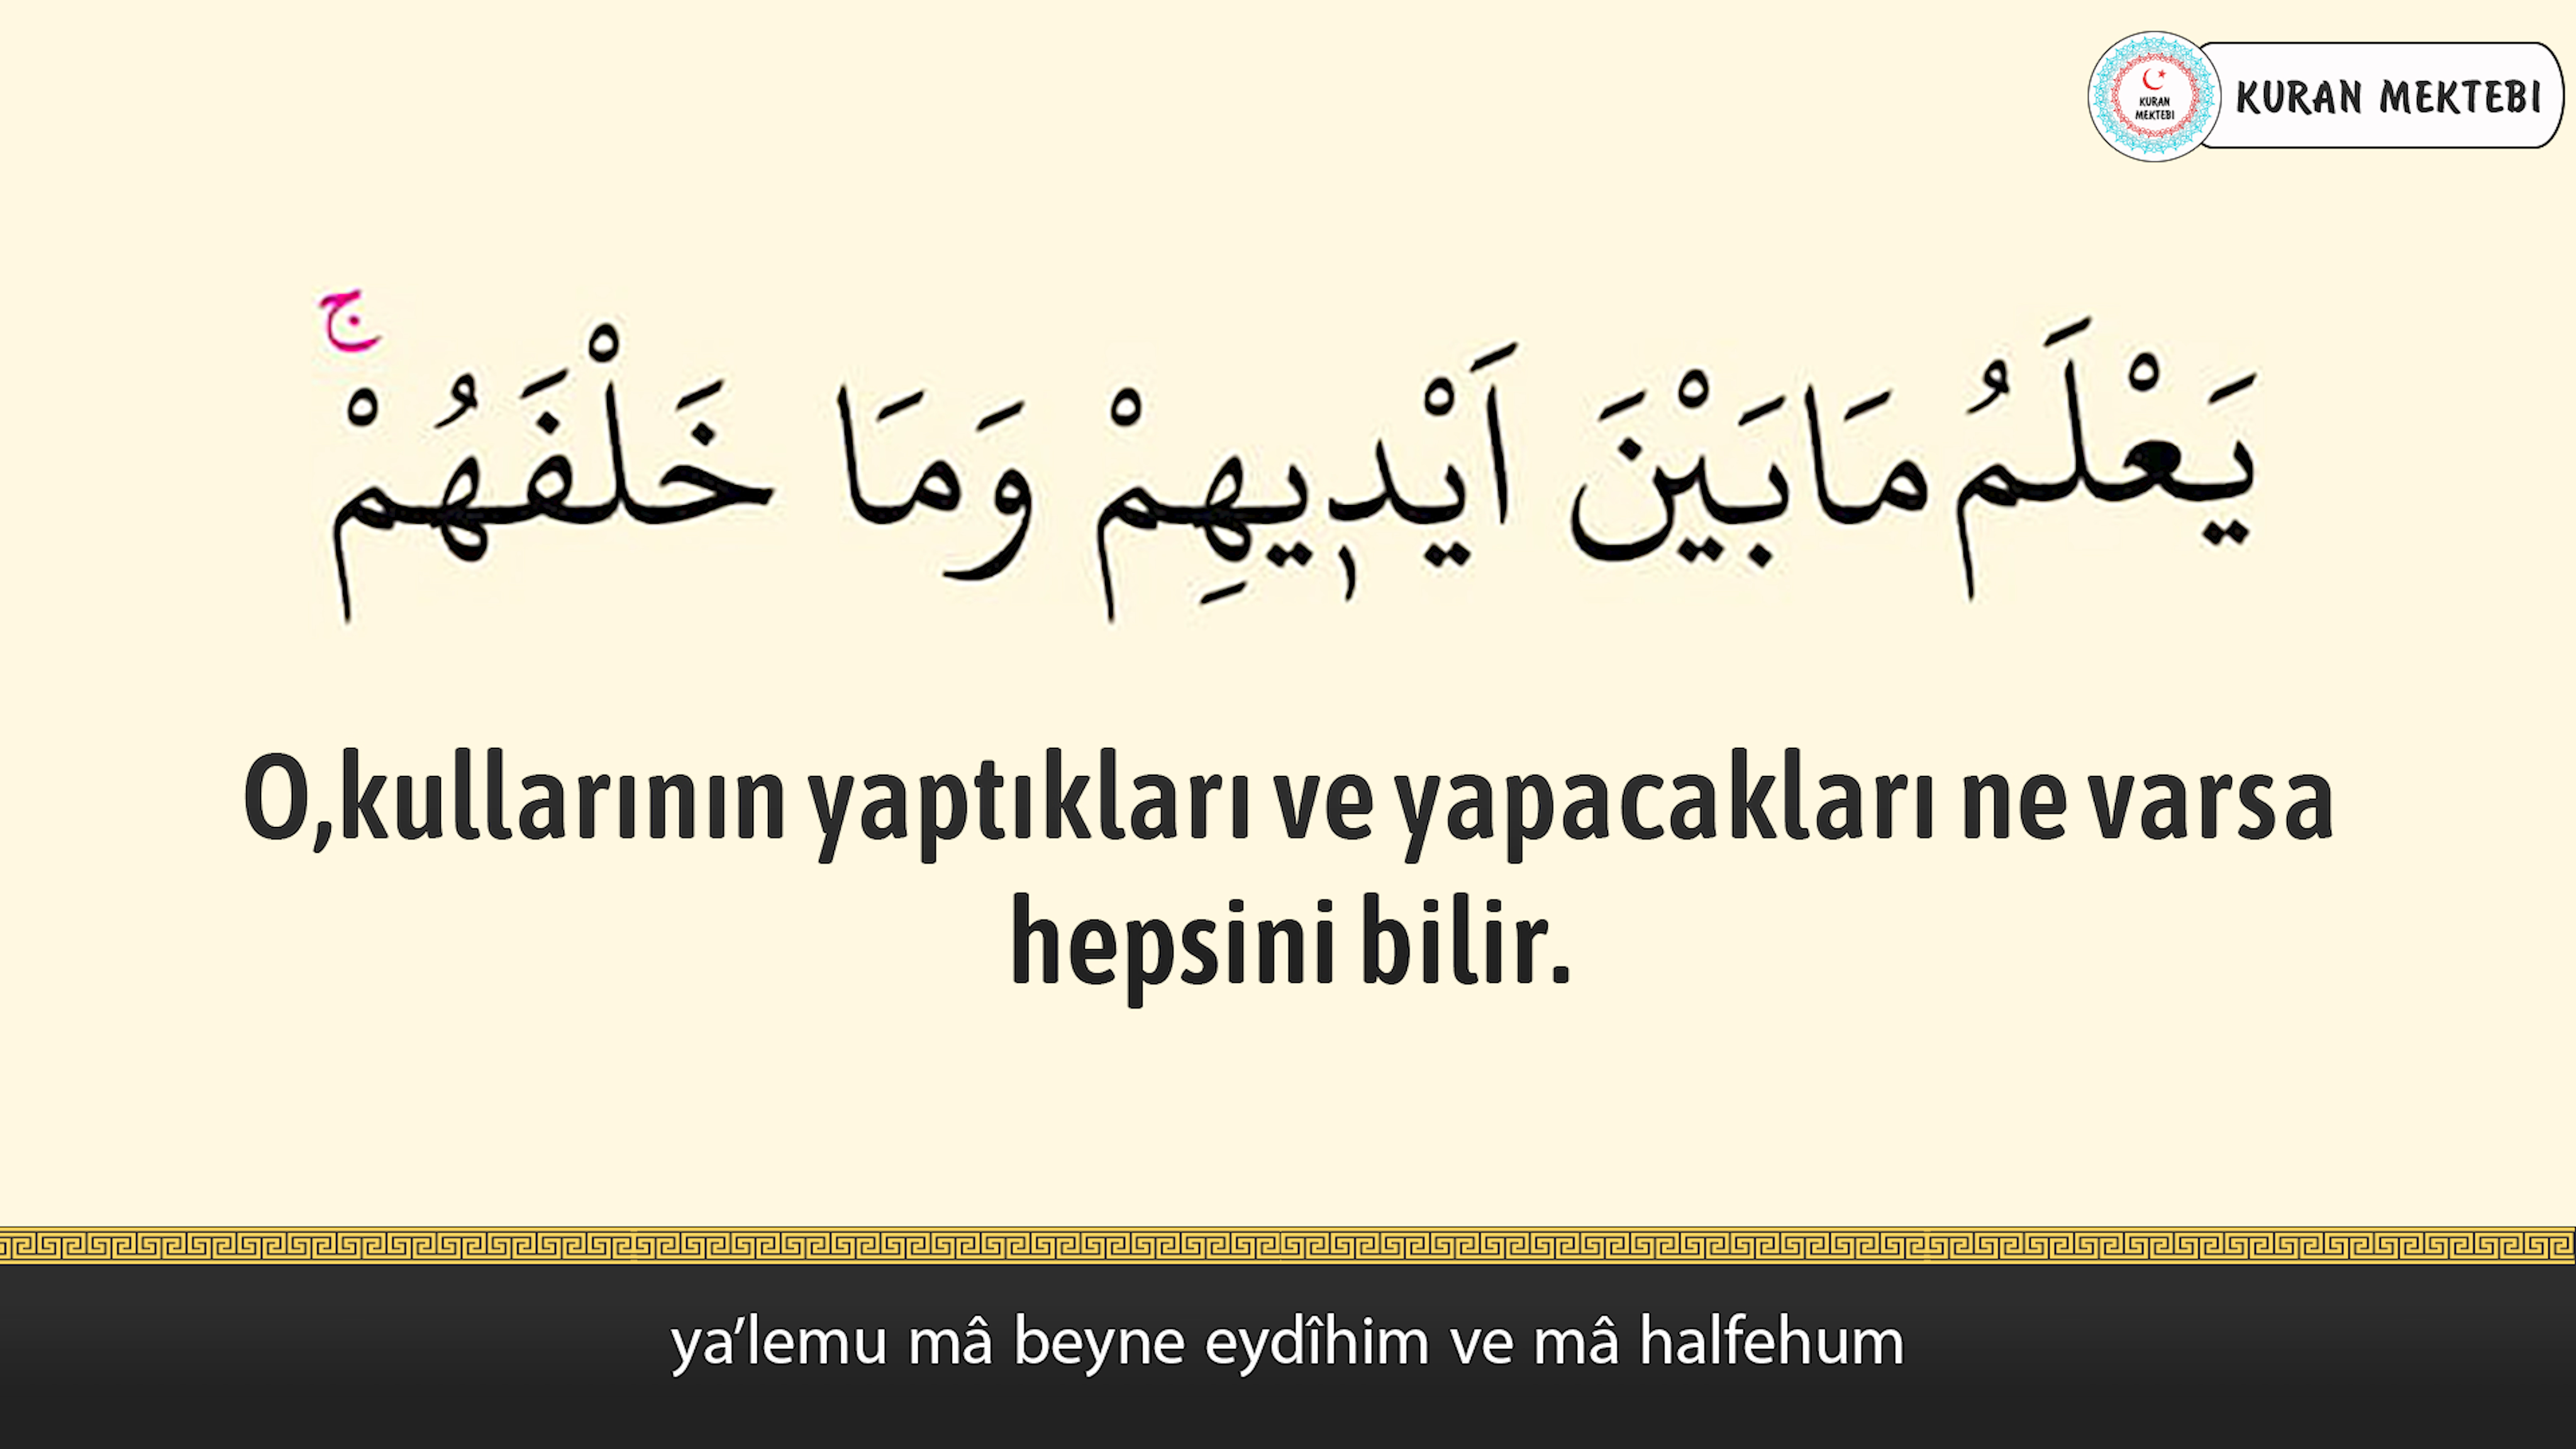 KURAN MEKTEBI
KURAN
MEKTEBI
ج
يَعْلَمُ مَابَيْنَ اَيْدٖيهِمْ وَمَا خَلْفَهُمْ
O,kullarının yaptıkları ve yapacakları ne varsa
hepsini bilir.
ya’lemu mâ beyne eydîhim ve mâ halfehum